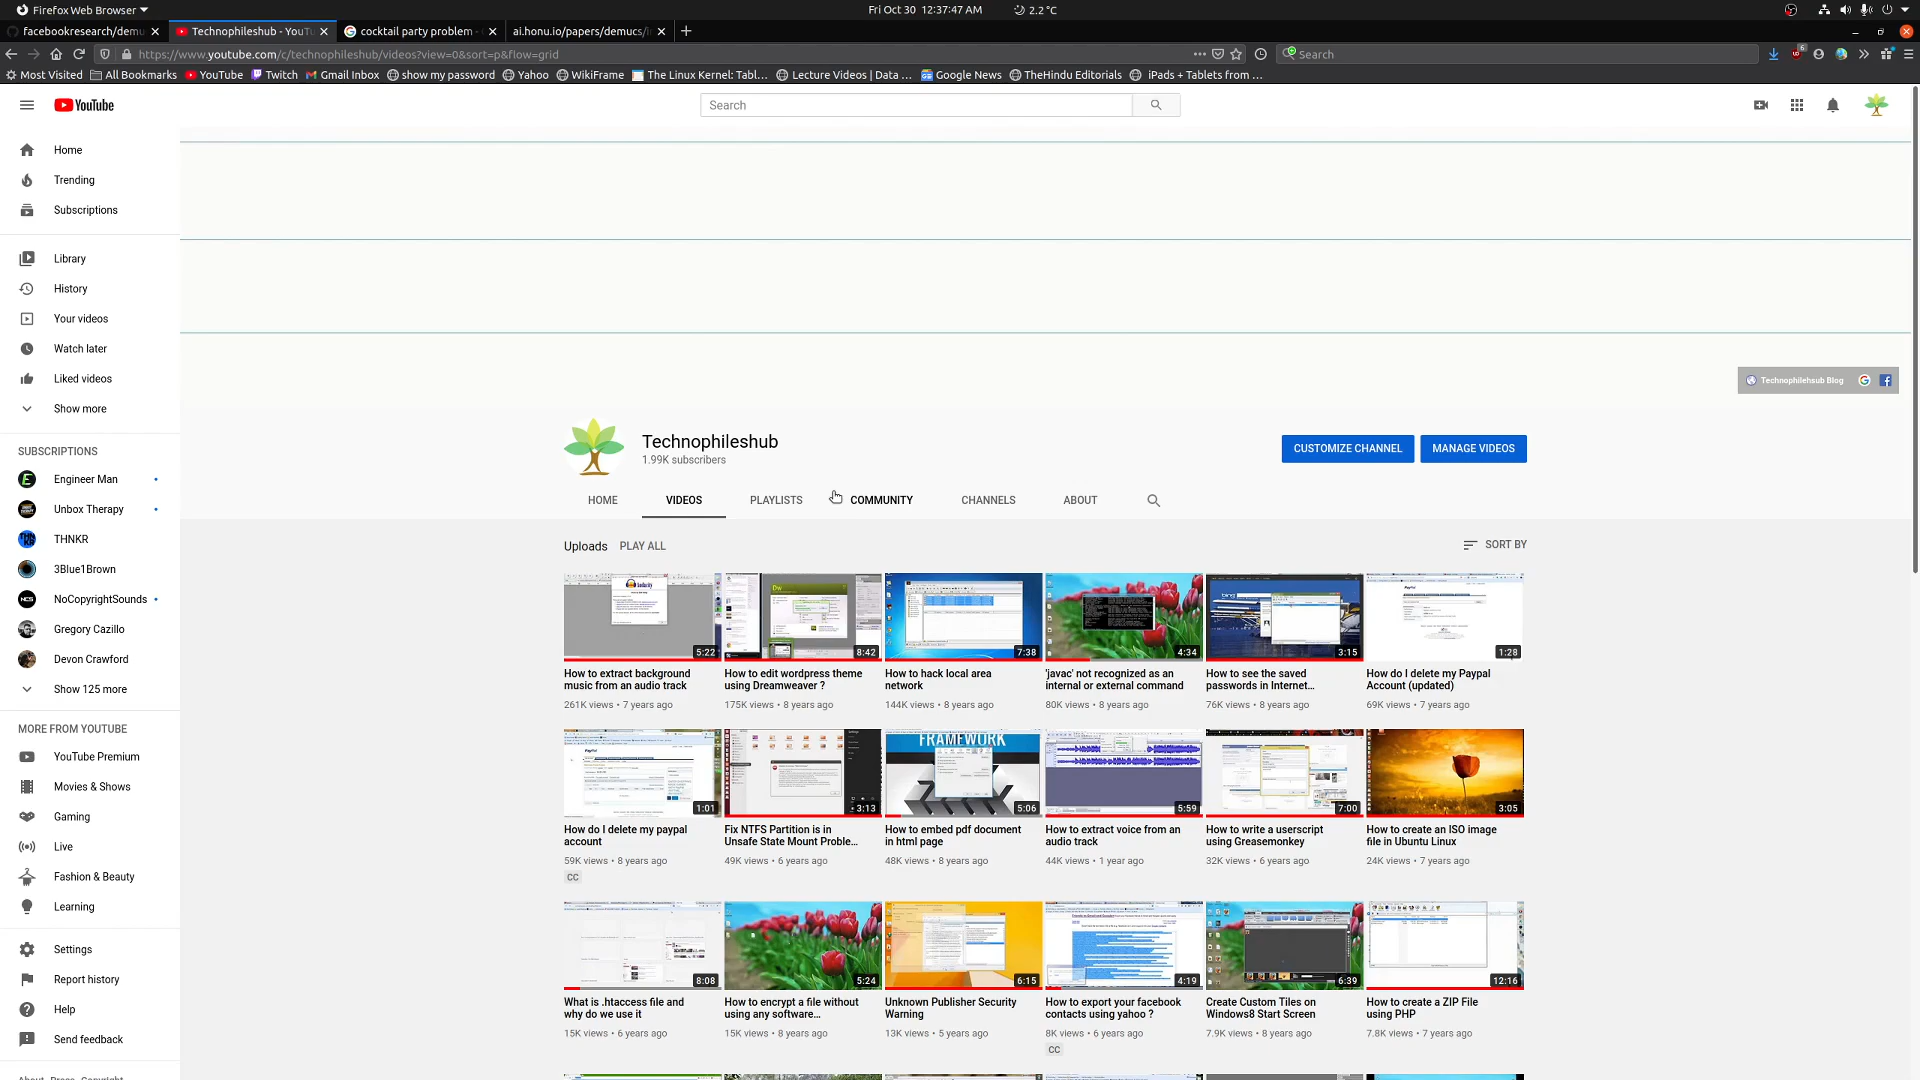 Firefox Web Browser
Fri Oct 30 12:37:47 AM
2.2 °C
facebookresearch/demu
Technophileshub - YouTu
cocktail party problem -
ai.honu.io/papers/demucs/i
https://www.youtube.com/c/technophileshub/videos?view=0&sort=p&flow=grid
Search
Most Visited
All Bookmarks
YouTube
Twitch
Gmail Inbox
show my password
Yahoo
WikiFrame
The Linux Kernel: Tabl...
Lecture Videos | Data ...
Google News
TheHindu Editorials
iPads + Tablets from ...
YouTube
Search
Home
Trending
Subscriptions
Library
History
Your videos
Watch later
Liked videos
Show more
SUBSCRIPTIONS
Engineer Man
Unbox Therapy
THNKR
3Blue1Brown
NoCopyrightSounds
Gregory Cazillo
Devon Crawford
Show 125 more
MORE FROM YOUTUBE
YouTube Premium
Movies & Shows
Gaming
Live
Fashion & Beauty
Learning
Settings
Report history
Help
Send feedback
About Press Copyright
Technophilehsub Blog
Technophileshub
1.99K subscribers
CUSTOMIZE CHANNEL
MANAGE VIDEOS
HOME
VIDEOS
PLAYLISTS
COMMUNITY
CHANNELS
ABOUT
Uploads
PLAY ALL
SORT BY
5:22
How to extract background
music from an audio track
261K views • 7 years ago
8:42
How to edit wordpress theme
using Dreamweaver ?
175K views • 8 years ago
7:38
How to hack local area
network
144K views • 8 years ago
4:34
'javac' not recognized as an
internal or external command
80K views • 8 years ago
3:15
How to see the saved
passwords in Internet...
76K views • 8 years ago
1:28
How do I delete my Paypal
Account (updated)
69K views • 7 years ago
1:01
How do I delete my paypal
account
59K views • 8 years ago
CC
3:13
Fix NTFS Partition is in
Unsafe State Mount Proble...
49K views • 6 years ago
FRAMEWORK
5:06
How to embed pdf document
in html page
48K views • 8 years ago
5:59
How to extract voice from an
audio track
44K views • 1 year ago
7:00
How to write a userscript
using Greasemonkey
32K views • 6 years ago
3:05
How to create an ISO image
file in Ubuntu Linux
24K views • 7 years ago
8:08
What is .htaccess file and
why do we use it
15K views • 6 years ago
5:24
How to encrypt a file without
using any software...
15K views • 8 years ago
6:15
Unknown Publisher Security
Warning
13K views • 5 years ago
4:19
How to export your facebook
contacts using yahoo ?
8K views • 6 years ago
CC
6:39
Create Custom Tiles on
Windows8 Start Screen
7.9K views • 8 years ago
12:16
How to create a ZIP File
using PHP
7.8K views • 7 years ago